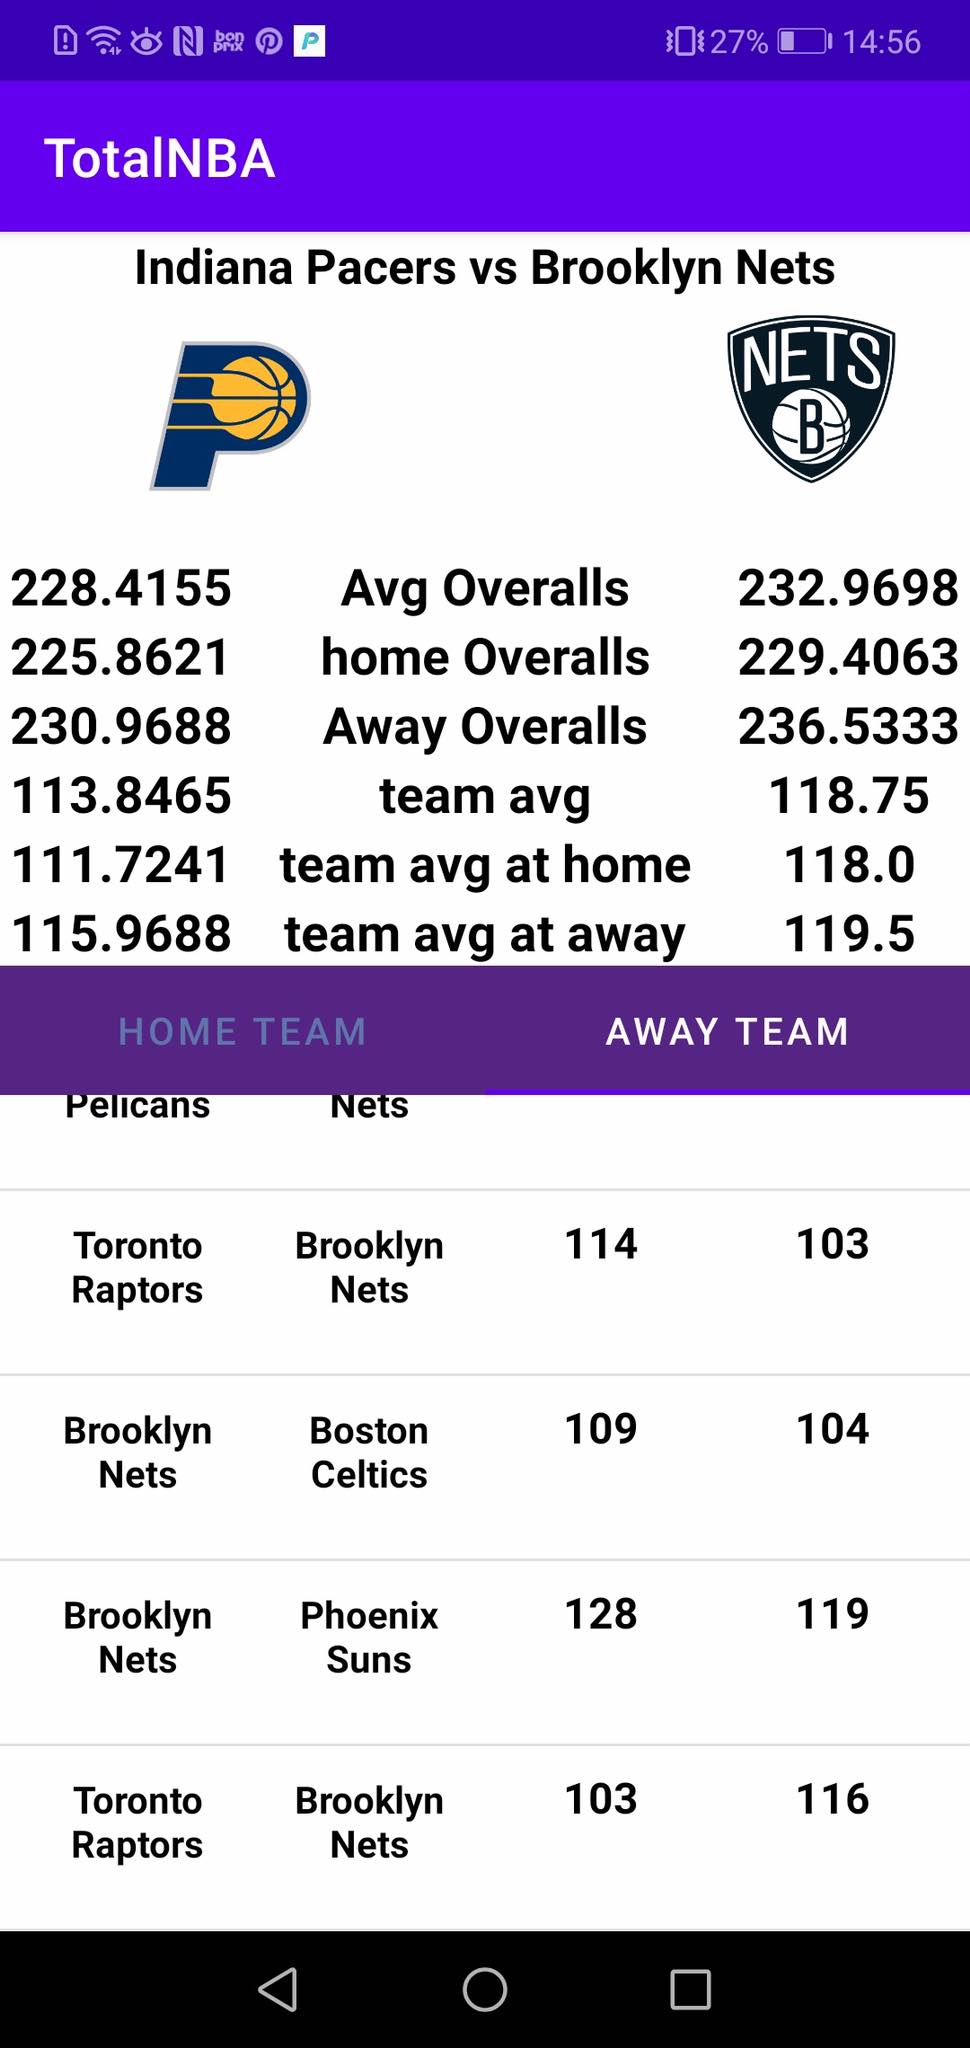 bon
prix
27% 14:56
TotalNBA
Indiana Pacers vs Brooklyn Nets
NETS
B
228.4155 Avg Overalls 232.9698
225.8621 home Overalls 229.4063
230.9688 Away Overalls 236.5333
113.8465 team avg 118.75
111.7241 team avg at home 118.0
115.9688 team avg at away 119.5
HOME TEAM AWAY TEAM
Pelicans Nets
Toronto Brooklyn 114 103
Raptors Nets
Brooklyn Boston 109 104
Nets Celtics
Brooklyn Phoenix 128 119
Nets Suns
Toronto Brooklyn 103 116
Raptors Nets